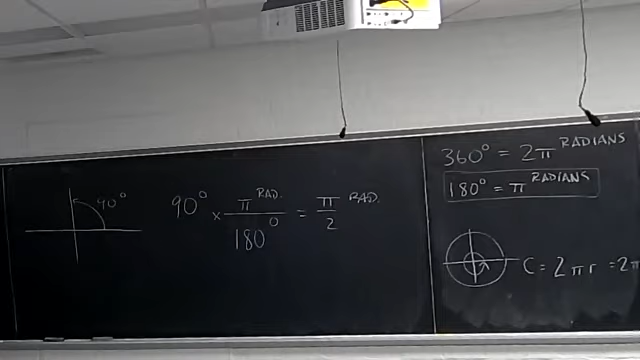 90°
90° × π RAD. / 180° = π / 2 RAD.
360° = 2π RADIANS
180° = π RADIANS
C = 2πr = 2π